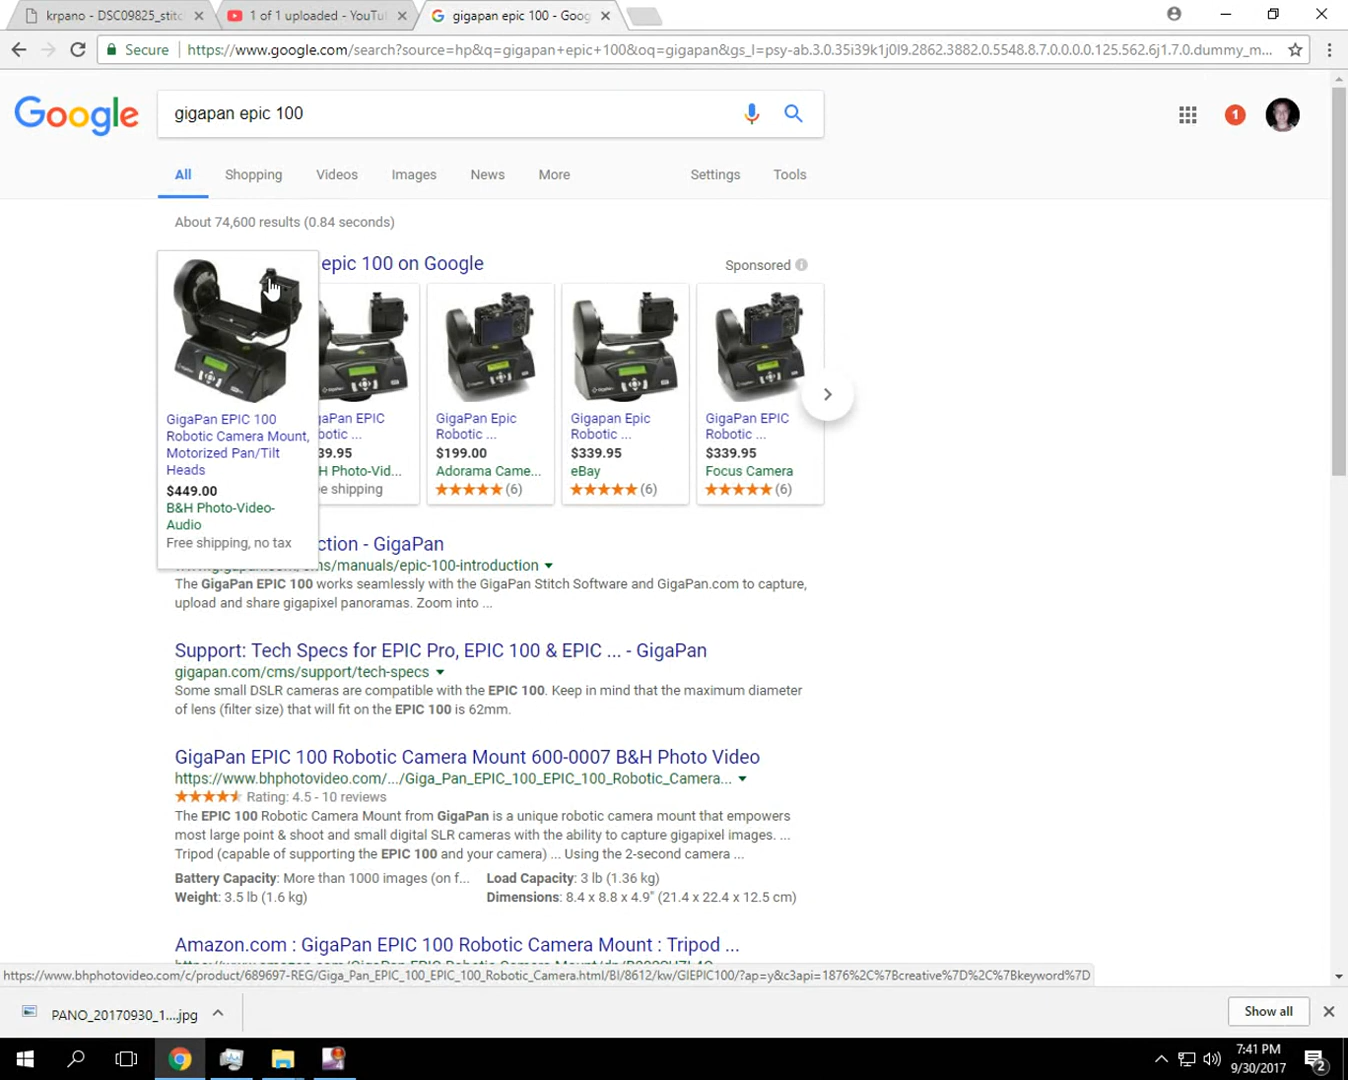 krpano - DSC09825_stitc
1 of 1 uploaded - YouTu
gigapan epic 100 - Goog
Secure
https://www.google.com/search?source=hp&q=gigapan+epic+100&oq=gigapan&gs_l=psy-ab.3.0.35i39k1j0l9.2862.3882.0.5548.8.7.0.0.0.0.125.562.6j1.7.0.dummy_m...
Google
gigapan epic 100
1
All
Shopping
Videos
Images
News
More
Settings
Tools
About 74,600 results (0.84 seconds)
epic 100 on Google
Sponsored
GigaPan EPIC 100
Robotic Camera Mount,
Motorized Pan/Tilt
Heads
$449.00
B&H Photo-Video-
Audio
Free shipping, no tax
gaPan EPIC
botic ...
39.95
H Photo-Vid...
ee shipping
GigaPan Epic
Robotic ...
$199.00
Adorama Came...
(6)
Gigapan Epic
Robotic ...
$339.95
eBay
(6)
GigaPan EPIC
Robotic ...
$339.95
Focus Camera
(6)
ction - GigaPan
www.gigapan.com/cms/manuals/epic-100-introduction
The GigaPan EPIC 100 works seamlessly with the GigaPan Stitch Software and GigaPan.com to capture,
upload and share gigapixel panoramas. Zoom into ...
Support: Tech Specs for EPIC Pro, EPIC 100 & EPIC ... - GigaPan
gigapan.com/cms/support/tech-specs
Some small DSLR cameras are compatible with the EPIC 100. Keep in mind that the maximum diameter
of lens (filter size) that will fit on the EPIC 100 is 62mm.
GigaPan EPIC 100 Robotic Camera Mount 600-0007 B&H Photo Video
https://www.bhphotovideo.com/.../Giga_Pan_EPIC_100_EPIC_100_Robotic_Camera...
Rating: 4.5 - 10 reviews
The EPIC 100 Robotic Camera Mount from GigaPan is a unique robotic camera mount that empowers
most large point & shoot and small digital SLR cameras with the ability to capture gigapixel images. ...
Tripod (capable of supporting the EPIC 100 and your camera) ... Using the 2-second camera ...
Battery Capacity: More than 1000 images (on f...
Load Capacity: 3 lb (1.36 kg)
Weight: 3.5 lb (1.6 kg)
Dimensions: 8.4 x 8.8 x 4.9" (21.4 x 22.4 x 12.5 cm)
Amazon.com : GigaPan EPIC 100 Robotic Camera Mount : Tripod ...
https://www.bhphotovideo.com/c/product/689697-REG/Giga_Pan_EPIC_100_EPIC_100_Robotic_Camera.html/BI/8612/kw/GIEPIC100/?ap=y&c3api=1876%2C%7Bcreative%7D%2C%7Bkeyword%7D
PANO_20170930_1....jpg
Show all
7:41 PM
9/30/2017
2